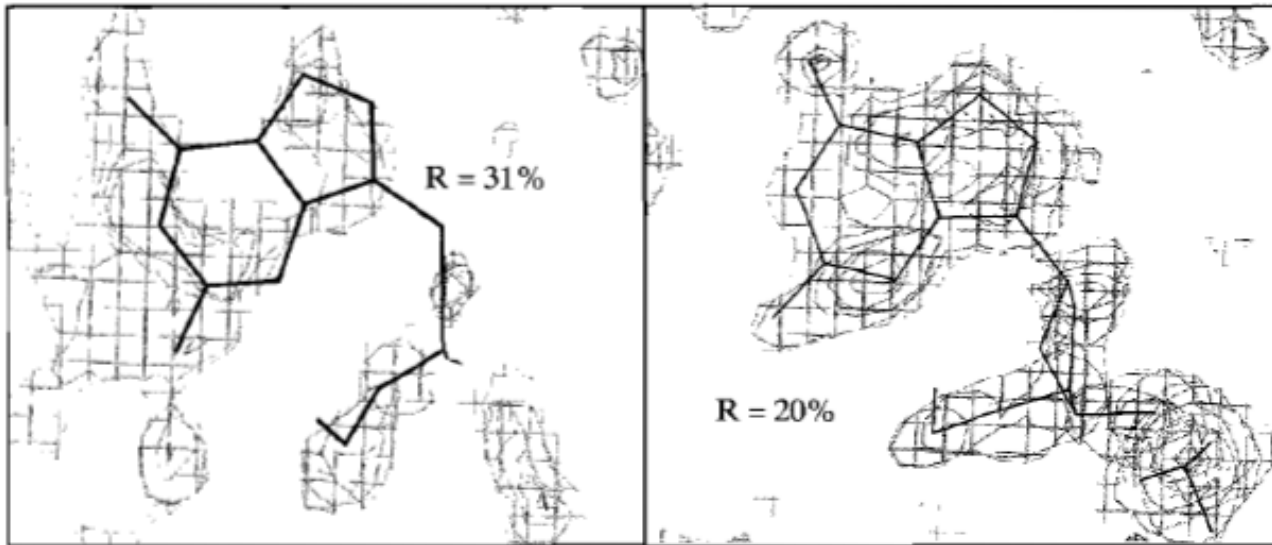 R = 31%
R = 20%